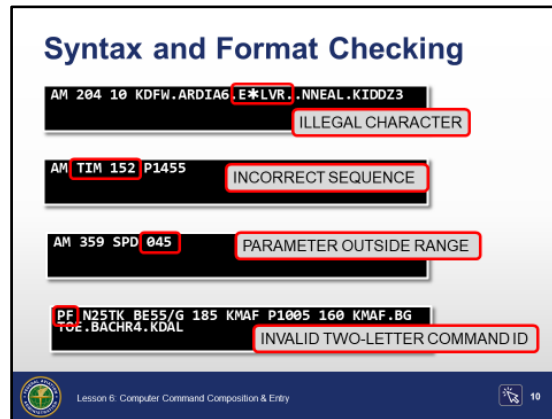 Syntax and Format Checking
AM 204 10 KDFW.ARDIA6.E✱LVR..NNEAL.KIDDZ3
ILLEGAL CHARACTER
AM TIM 152 P1455
INCORRECT SEQUENCE
AM 359 SPD 045
PARAMETER OUTSIDE RANGE
PF N25TK BE55/G 185 KMAF P1005 160 KMAF.BG
TOE.BACHR4.KDAL
INVALID TWO-LETTER COMMAND ID
Lesson 6: Computer Command Composition & Entry
10